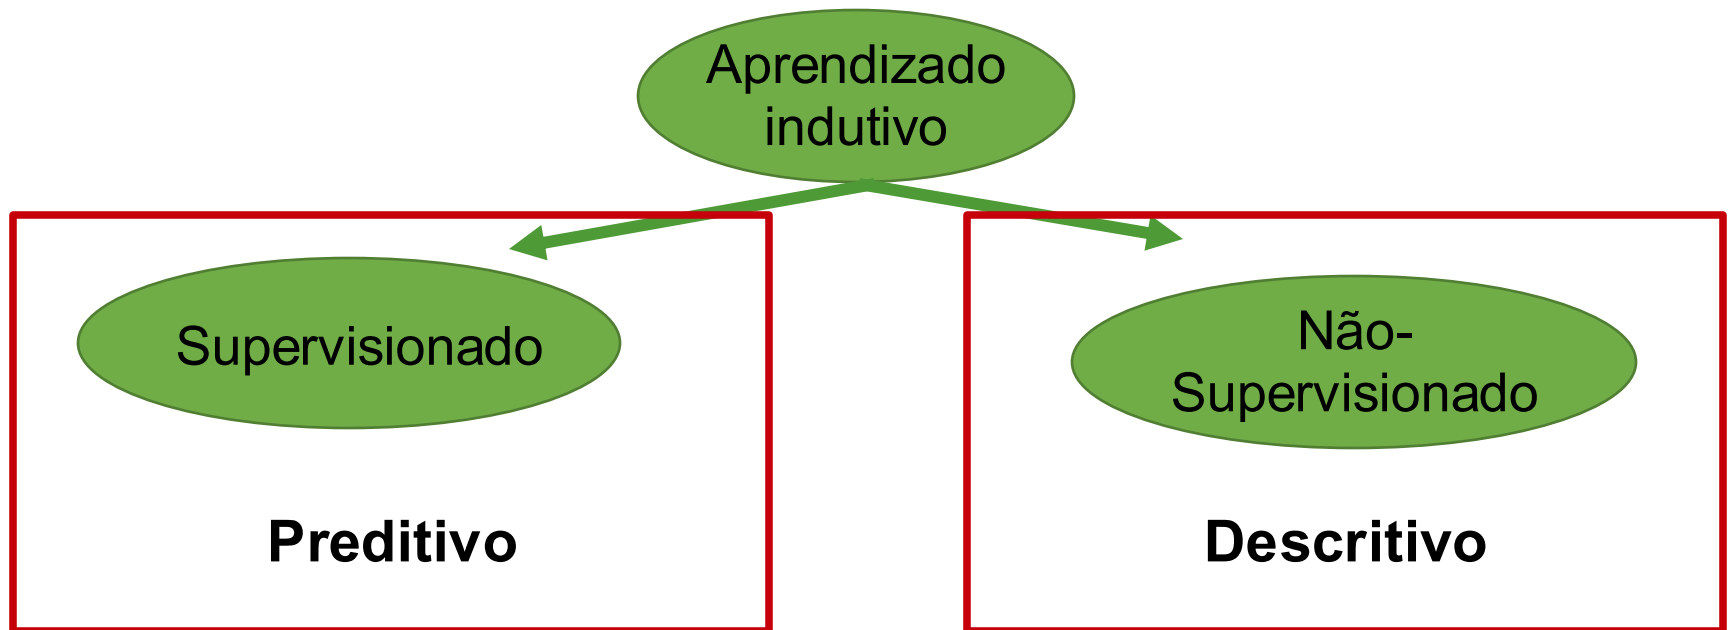 Aprendizado
indutivo
Supervisionado
Não-
Supervisionado
Preditivo
Descritivo